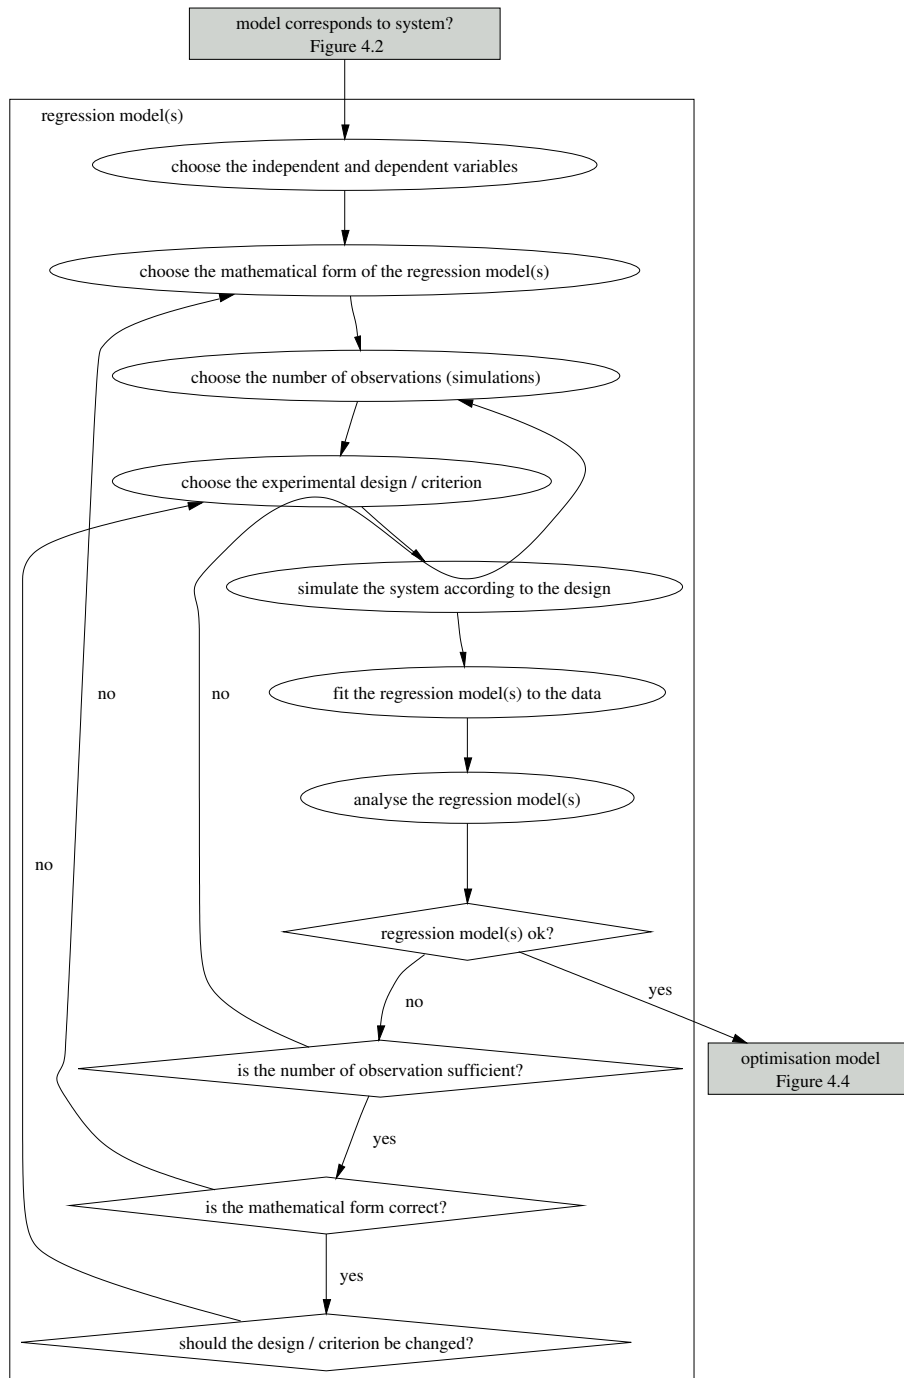 model corresponds to system?
Figure 4.2
regression model(s)
choose the independent and dependent variables
choose the mathematical form of the regression model(s)
choose the number of observations (simulations)
choose the experimental design / criterion
simulate the system according to the design
no
no
fit the regression model(s) to the data
analyse the regression model(s)
no
regression model(s) ok?
yes
no
optimisation model
Figure 4.4
is the number of observation sufficient?
yes
is the mathematical form correct?
yes
should the design / criterion be changed?